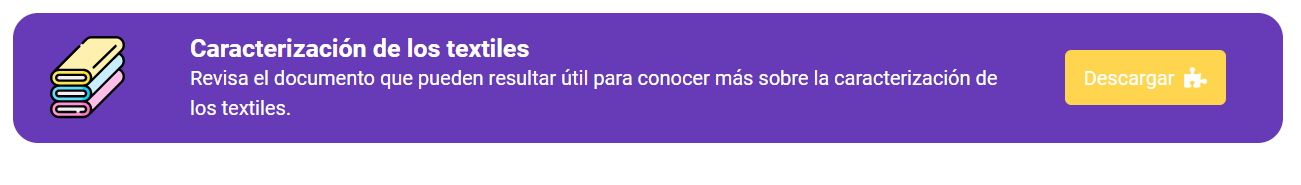 Caracterización de los textiles
Revisa el documento que pueden resultar útil para conocer más sobre la caracterización de
los textiles.
Descargar